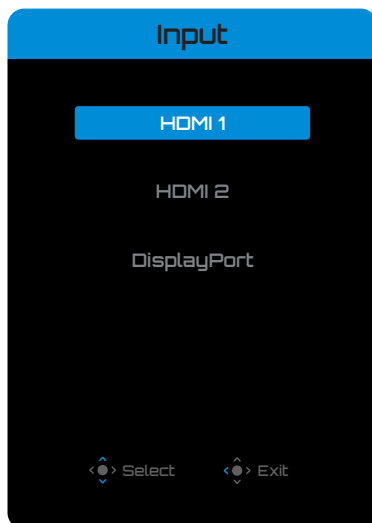 Input
HDMI 1
HDMI 2
DisplayPort
Select Exit